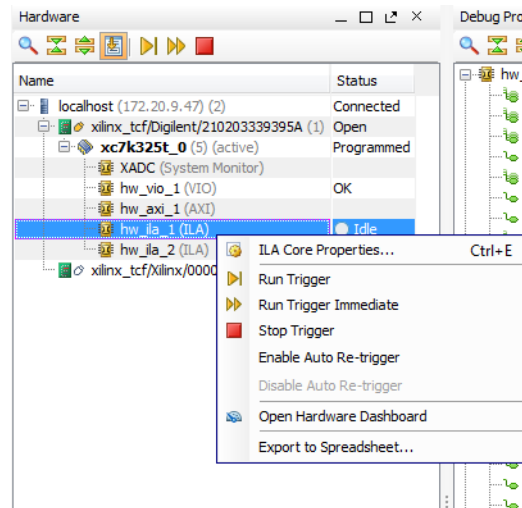 Hardware
Debug Pro
Name Status
localhost (172.20.9.47) (2) Connected
hw_
xilinx_tcf/Digilent/210203339395A (1) Open
xc7k325t_0 (5) (active) Programmed
XADC (System Monitor)
hw_vio_1 (VIO) OK
hw_axi_1 (AXI)
hw_ila_1 (ILA) Idle
hw_ila_2 (ILA)
xilinx_tcf/Xilinx/0000
ILA Core Properties... Ctrl+E
Run Trigger
Run Trigger Immediate
Stop Trigger
Enable Auto Re-trigger
Disable Auto Re-trigger
Open Hardware Dashboard
Export to Spreadsheet...